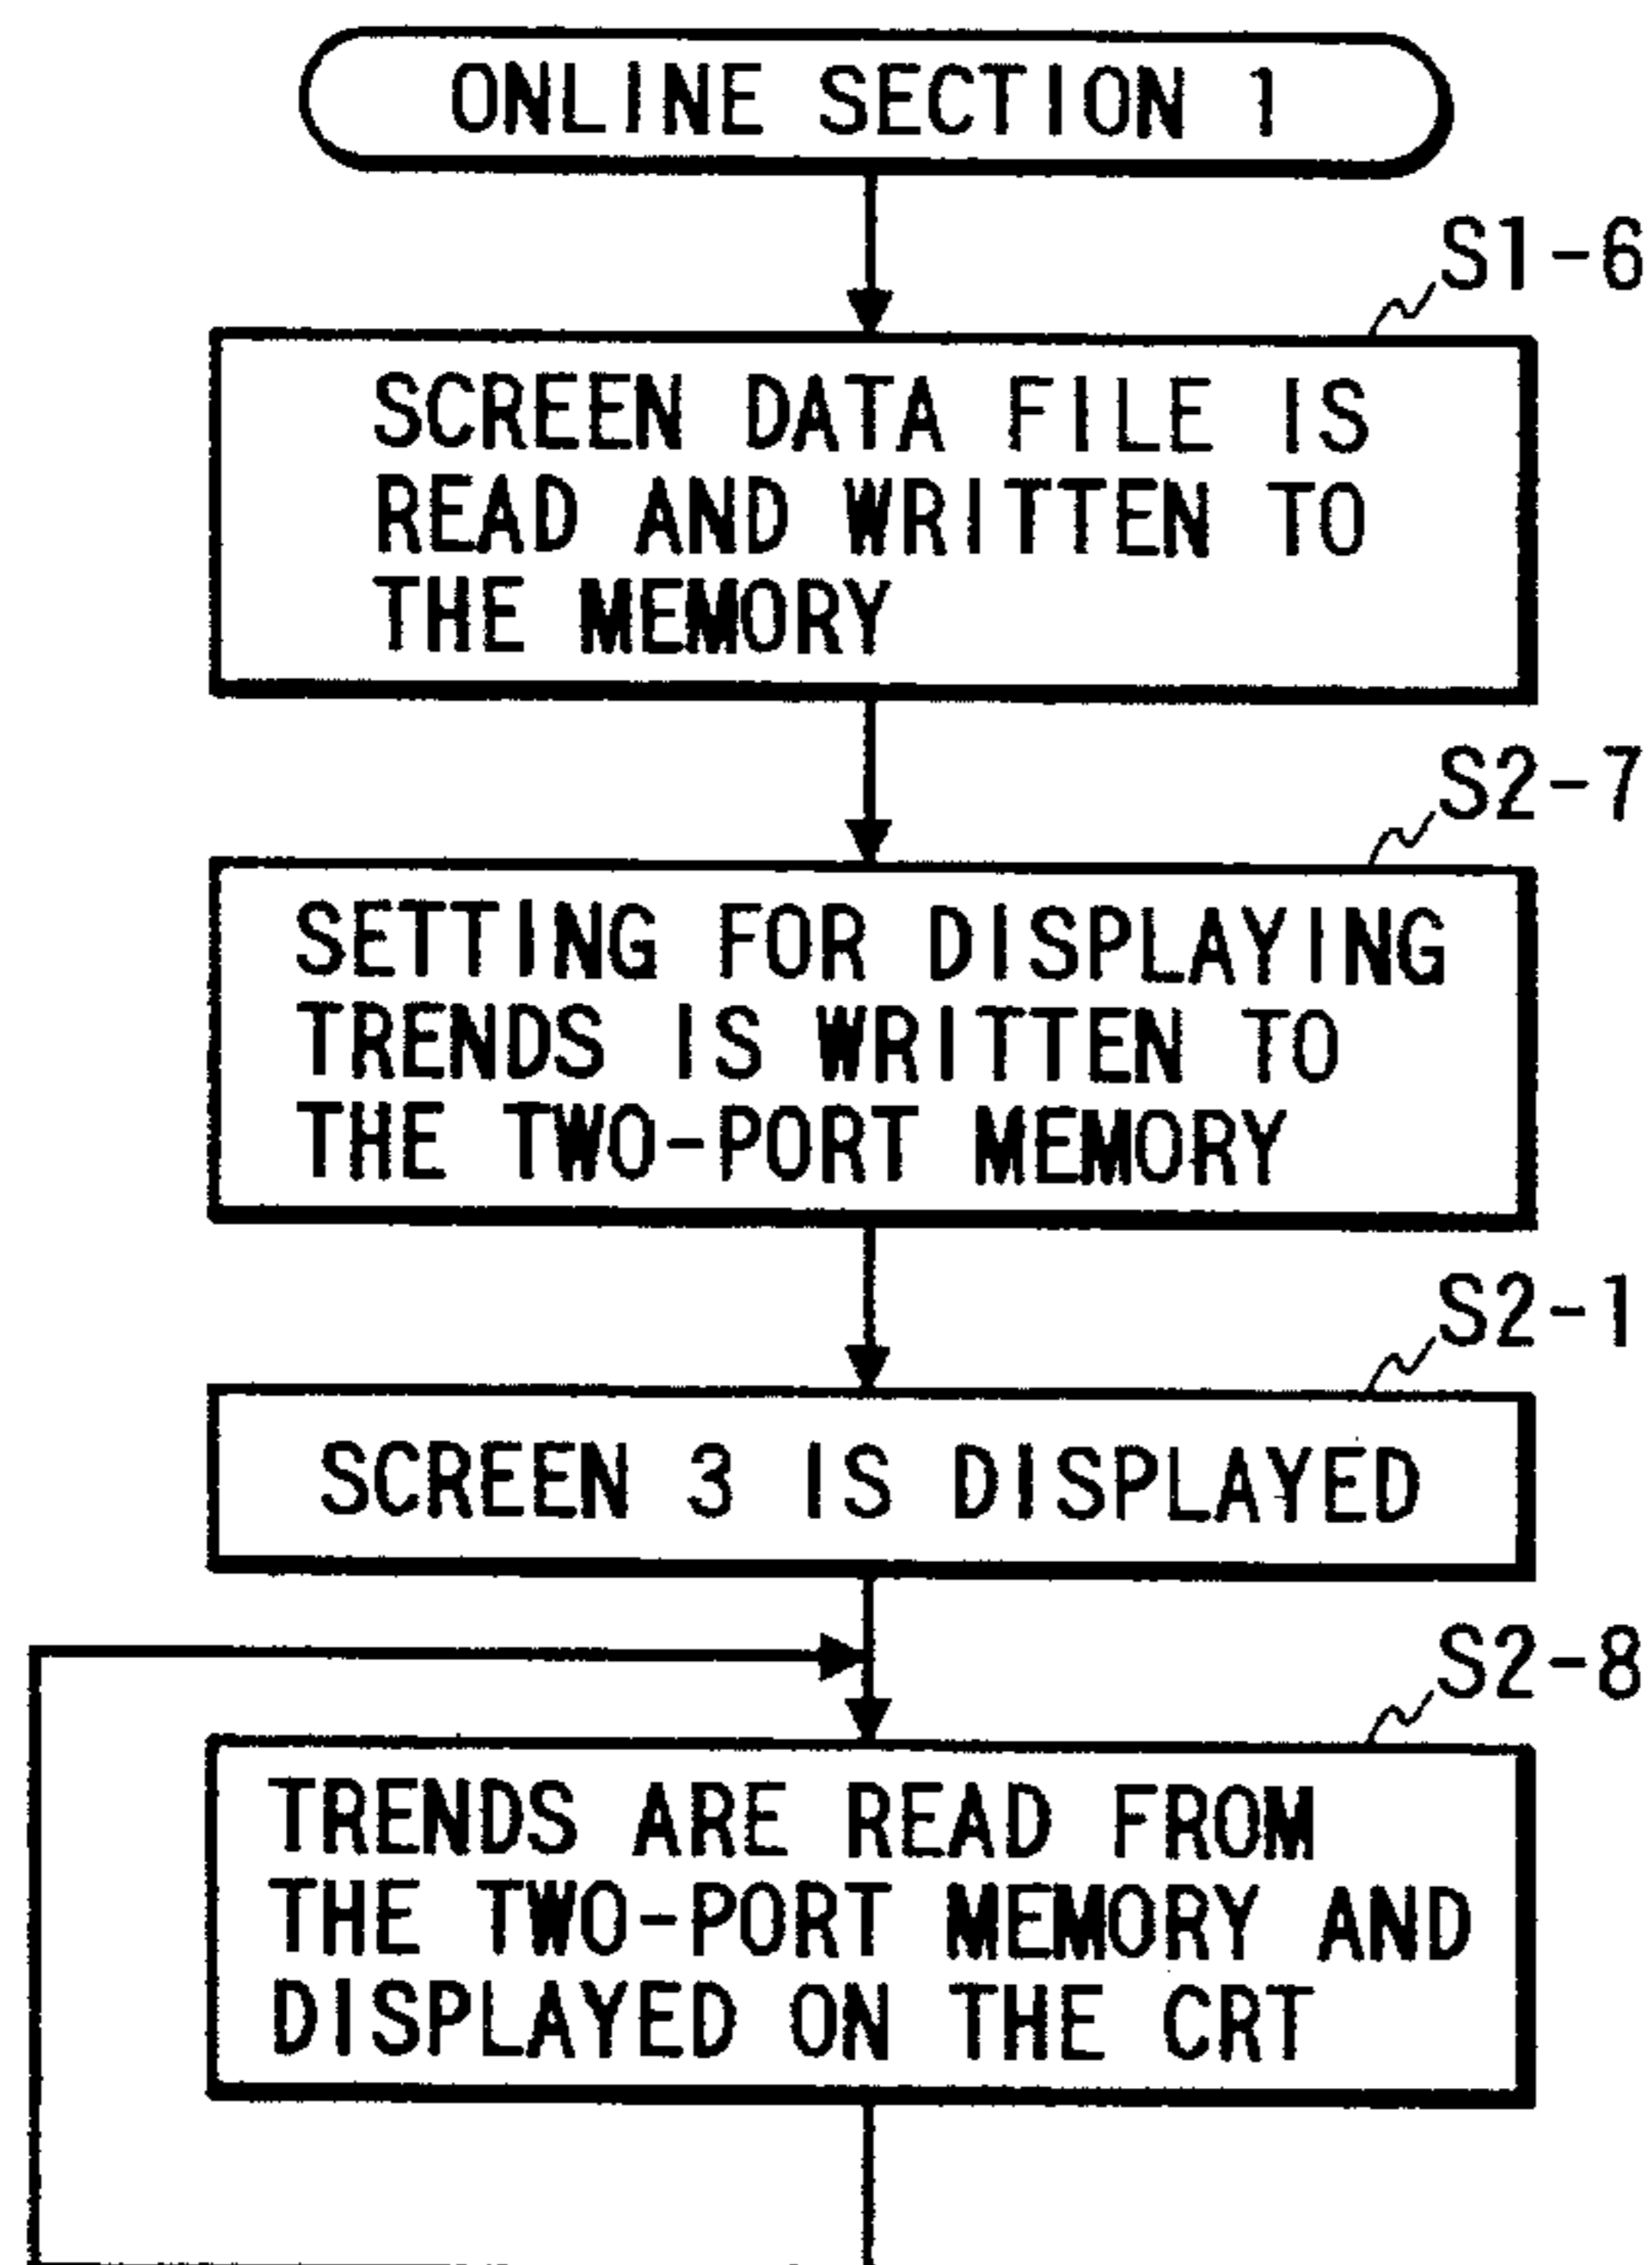 ONLINE SECTION 1
S1-6
SCREEN DATA FILE IS
READ AND WRITTEN TO
THE MEMORY
S2-7
SETTING FOR DISPLAYING
TRENDS IS WRITTEN TO
THE TWO-PORT MEMORY
S2-1
SCREEN 3 IS DISPLAYED
S2-8
TRENDS ARE READ FROM
THE TWO-PORT MEMORY AND
DISPLAYED ON THE CRT